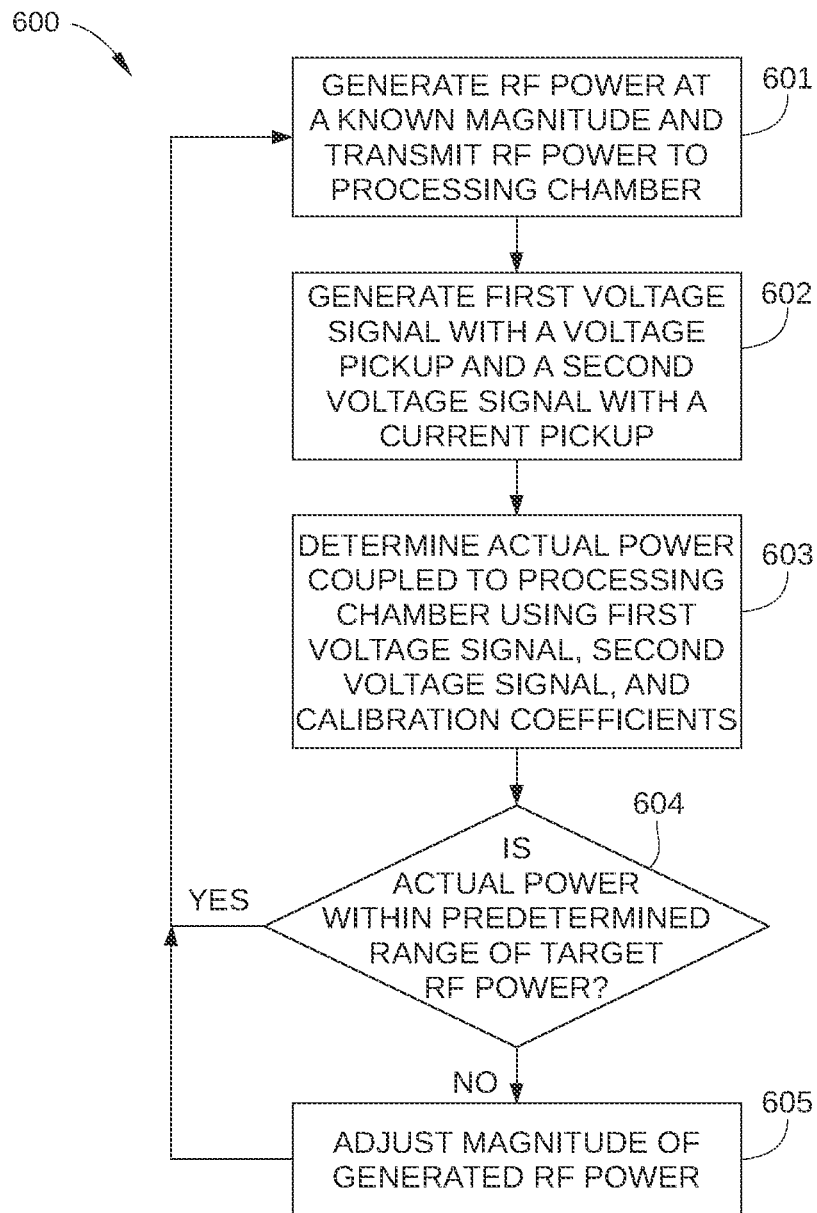 600
GENERATE RF POWER AT
A KNOWN MAGNITUDE AND
TRANSMIT RF POWER TO
PROCESSING CHAMBER
601
GENERATE FIRST VOLTAGE
SIGNAL WITH A VOLTAGE
PICKUP AND A SECOND
VOLTAGE SIGNAL WITH A
CURRENT PICKUP
602
DETERMINE ACTUAL POWER
COUPLED TO PROCESSING
CHAMBER USING FIRST
VOLTAGE SIGNAL, SECOND
VOLTAGE SIGNAL, AND
CALIBRATION COEFFICIENTS
603
604
IS
ACTUAL POWER
WITHIN PREDETERMINED
RANGE OF TARGET
RF POWER?
YES
NO
605
ADJUST MAGNITUDE OF
GENERATED RF POWER